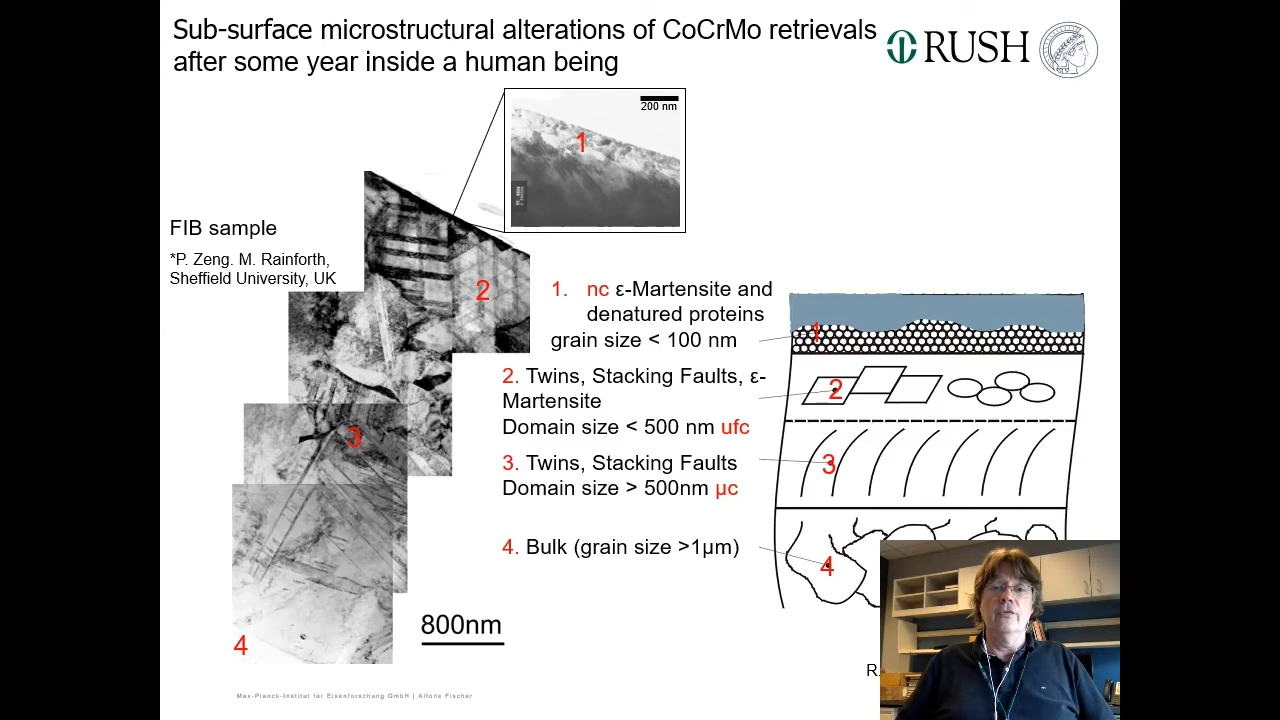 Sub-surface microstructural alterations of CoCrMo retrievals
after some year inside a human being
RUSH
200 nm
1
FIB sample
*P. Zeng. M. Rainforth,
Sheffield University, UK
2
3
4
800nm
1. nc ε-Martensite and
denatured proteins
grain size < 100 nm
2. Twins, Stacking Faults, ε-
Martensite
Domain size < 500 nm ufc
3. Twins, Stacking Faults
Domain size > 500nm µc
4. Bulk (grain size >1µm)
1
2
3
4
R.
Max-Planck-Institut für Eisenforschung GmbH | Alfons Fischer